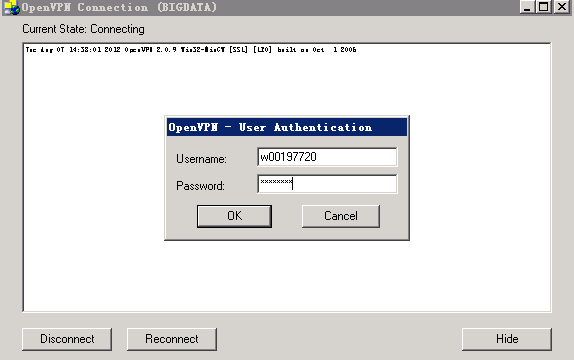 OpenVPN Connection (BIGDATA)
Current State: Connecting
Tue Aug 07 14:38:01 2012 OpenVPN 2.0.9 Win32-MinGW [SSL] [LZO] built on Oct  1 2006
OpenVPN - User Authentication
Username: w00197720
Password: ********
OK Cancel
Disconnect Reconnect Hide